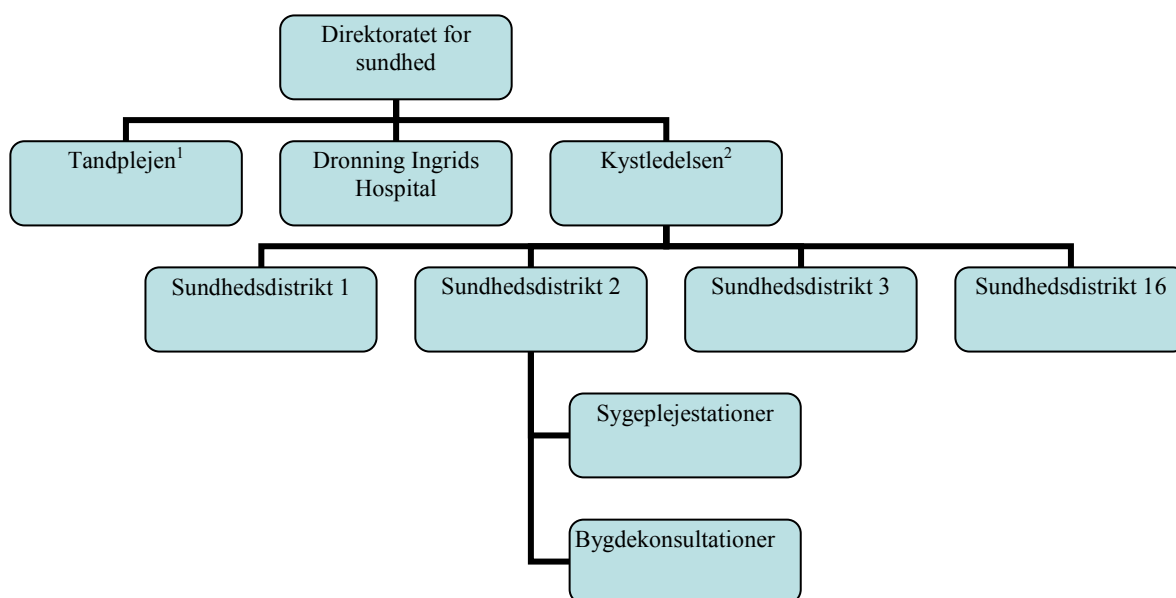 Direktoratet for
sundhed
Tandplejen¹
Dronning Ingrids
Hospital
Kystledelsen²
Sundhedsdistrikt 1
Sundhedsdistrikt 2
Sundhedsdistrikt 3
Sundhedsdistrikt 16
Sygeplejestationer
Bygdekonsultationer